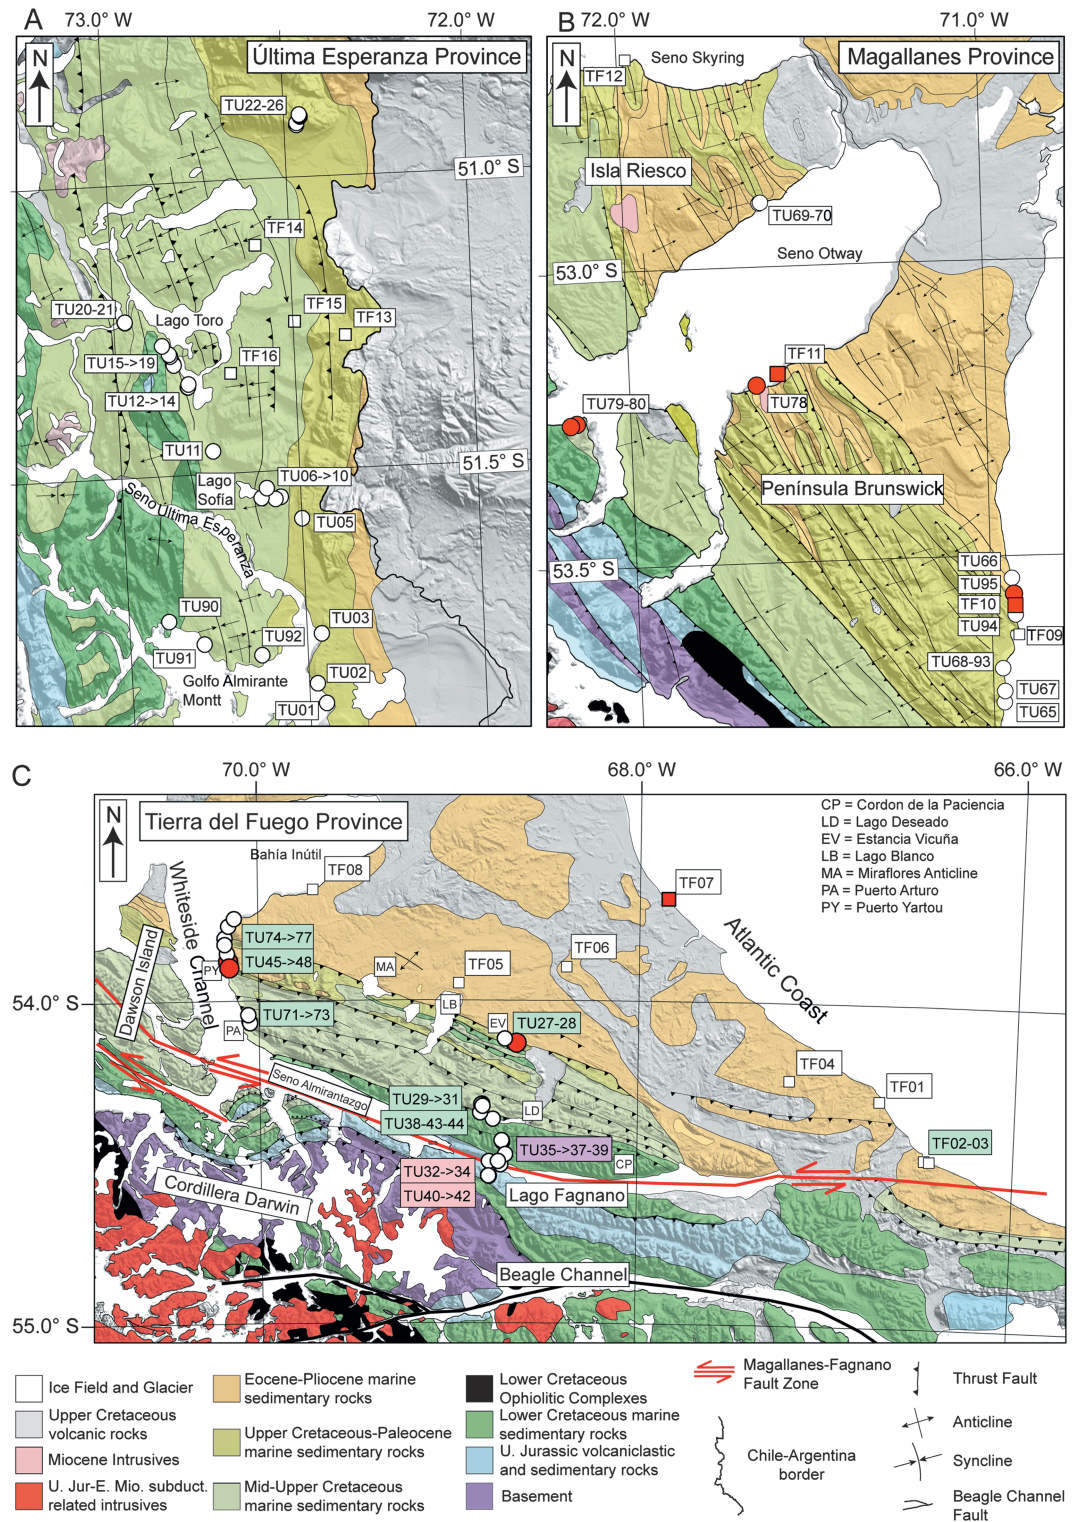 A
73.0° W
72.0° W
N
Última Esperanza Province
TU22-26
51.0° S
TF14
TU20-21
Lago Toro
TF15
TF13
TU15->19
TF16
TU12->14
TU11
51.5° S
Lago
Sofía
TU06->10
Seno Última Esperanza
TU05
TU90
TU03
TU92
TU91
Golfo Almirante
Montt
TU02
TU01
B
72.0° W
71.0° W
N
Seno Skyring
Magallanes Province
TF12
Isla Riesco
TU69-70
Seno Otway
53.0° S
TF11
TU78
TU79-80
Península Brunswick
53.5° S
TU66
TU95
TF10
TU94
TF09
TU68-93
TU67
TU65
C
70.0° W
68.0° W
66.0° W
N
Tierra del Fuego Province
CP = Cordon de la Paciencia
LD = Lago Deseado
EV = Estancia Vicuña
LB = Lago Blanco
MA = Miraflores Anticline
PA = Puerto Arturo
PY = Puerto Yartou
Bahía Inútil
TF08
TF07
Whiteside Channel
Dawson Island
Atlantic Coast
TU74->77
TU45->48
PY
MA
TF05
TF06
54.0° S
LB
TU71->73
PA
EV
TU27-28
TF04
TF01
Seno Almirantazgo
TU29->31
TU38-43-44
LD
TF02-03
TU35->37-39
CP
TU32->34
TU40->42
Lago Fagnano
Cordillera Darwin
Beagle Channel
55.0° S
Ice Field and Glacier
Upper Cretaceous
volcanic rocks
Miocene Intrusives
U. Jur-E. Mio. subduct.
related intrusives
Eocene-Pliocene marine
sedimentary rocks
Upper Cretaceous-Paleocene
marine sedimentary rocks
Mid-Upper Cretaceous
marine sedimentary rocks
Lower Cretaceous
Ophiolitic Complexes
Lower Cretaceous marine
sedimentary rocks
U. Jurassic volcaniclastic
and sedimentary rocks
Basement
Magallanes-Fagnano
Fault Zone
Chile-Argentina
border
Thrust Fault
Anticline
Syncline
Beagle Channel
Fault